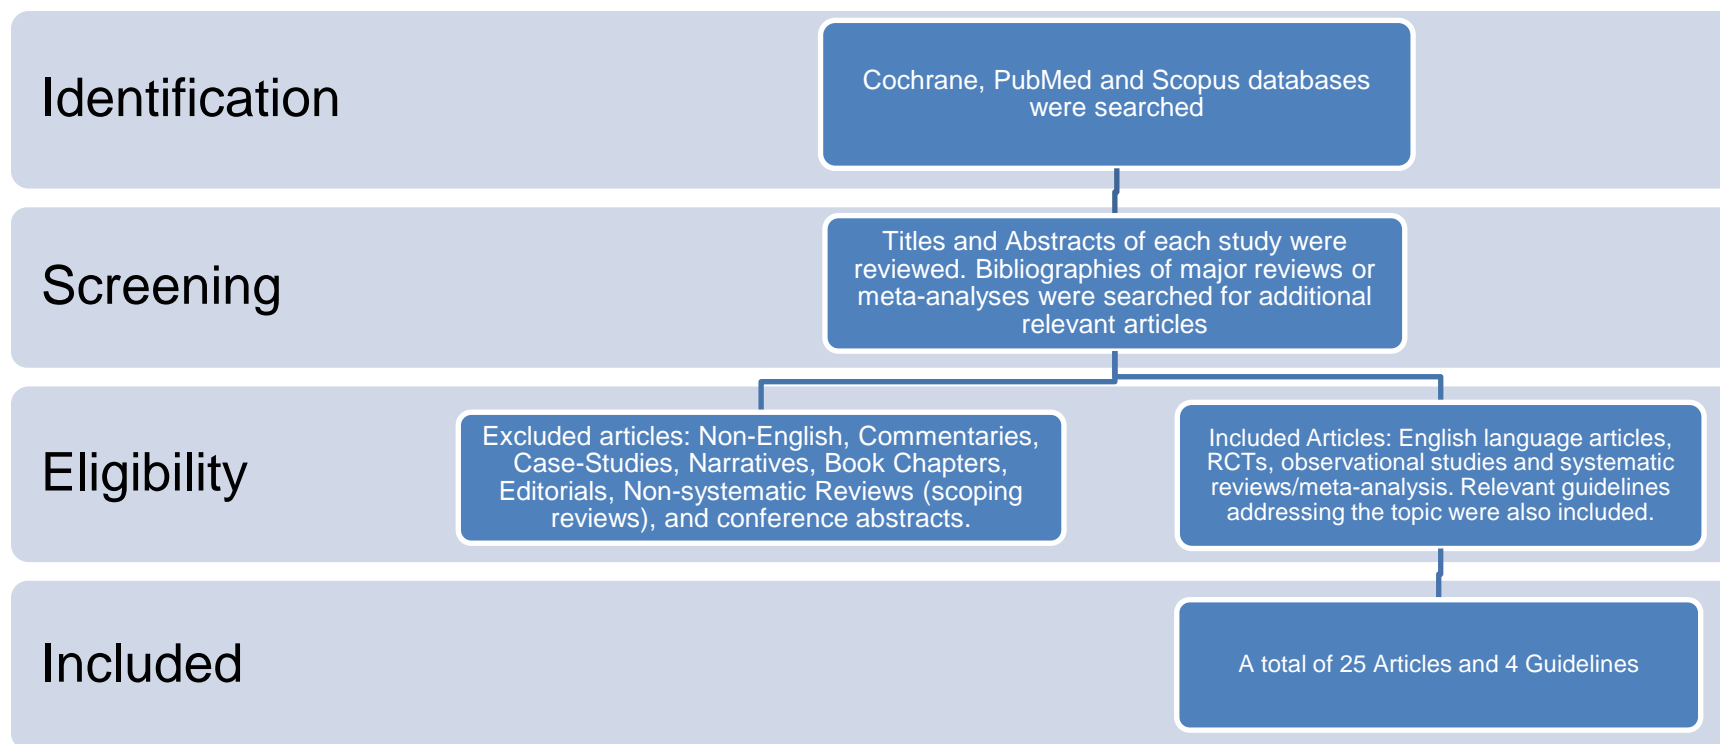 Identification
Cochrane, PubMed and Scopus databases
were searched
Screening
Titles and Abstracts of each study were
reviewed. Bibliographies of major reviews or
meta-analyses were searched for additional
relevant articles
Eligibility
Excluded articles: Non-English, Commentaries,
Case-Studies, Narratives, Book Chapters,
Editorials, Non-systematic Reviews (scoping
reviews), and conference abstracts.
Included Articles: English language articles,
RCTs, observational studies and systematic
reviews/meta-analysis. Relevant guidelines
addressing the topic were also included.
Included
A total of 25 Articles and 4 Guidelines